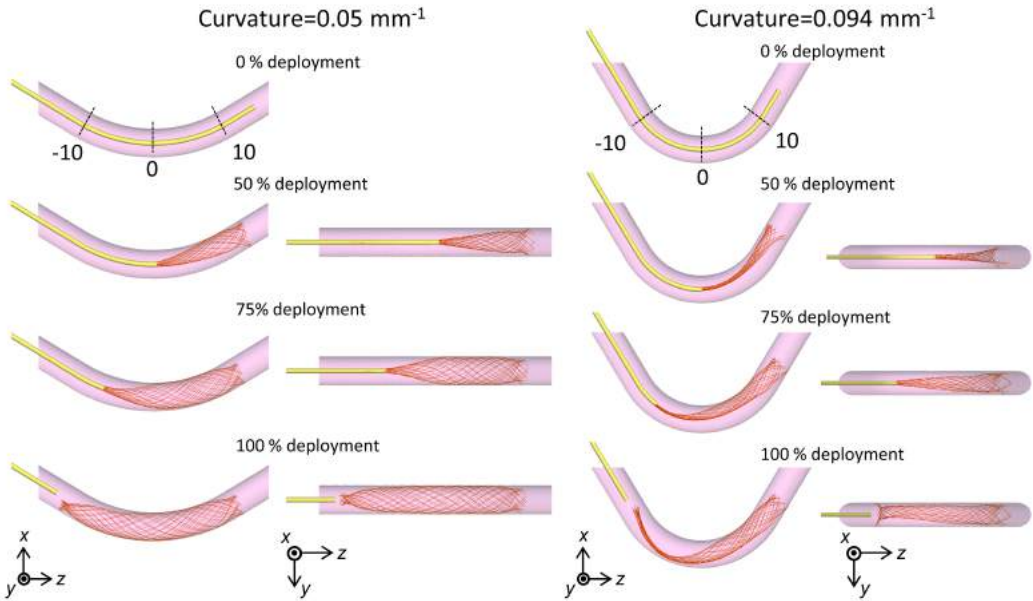 Curvature=0.05 mm-1
0 % deployment
-10
0
10
50 % deployment
75% deployment
100 % deployment
x
y
z
z
y
Curvature=0.094 mm-1
0 % deployment
-10
0
10
50 % deployment
75% deployment
100 % deployment
x
y
z
z
y